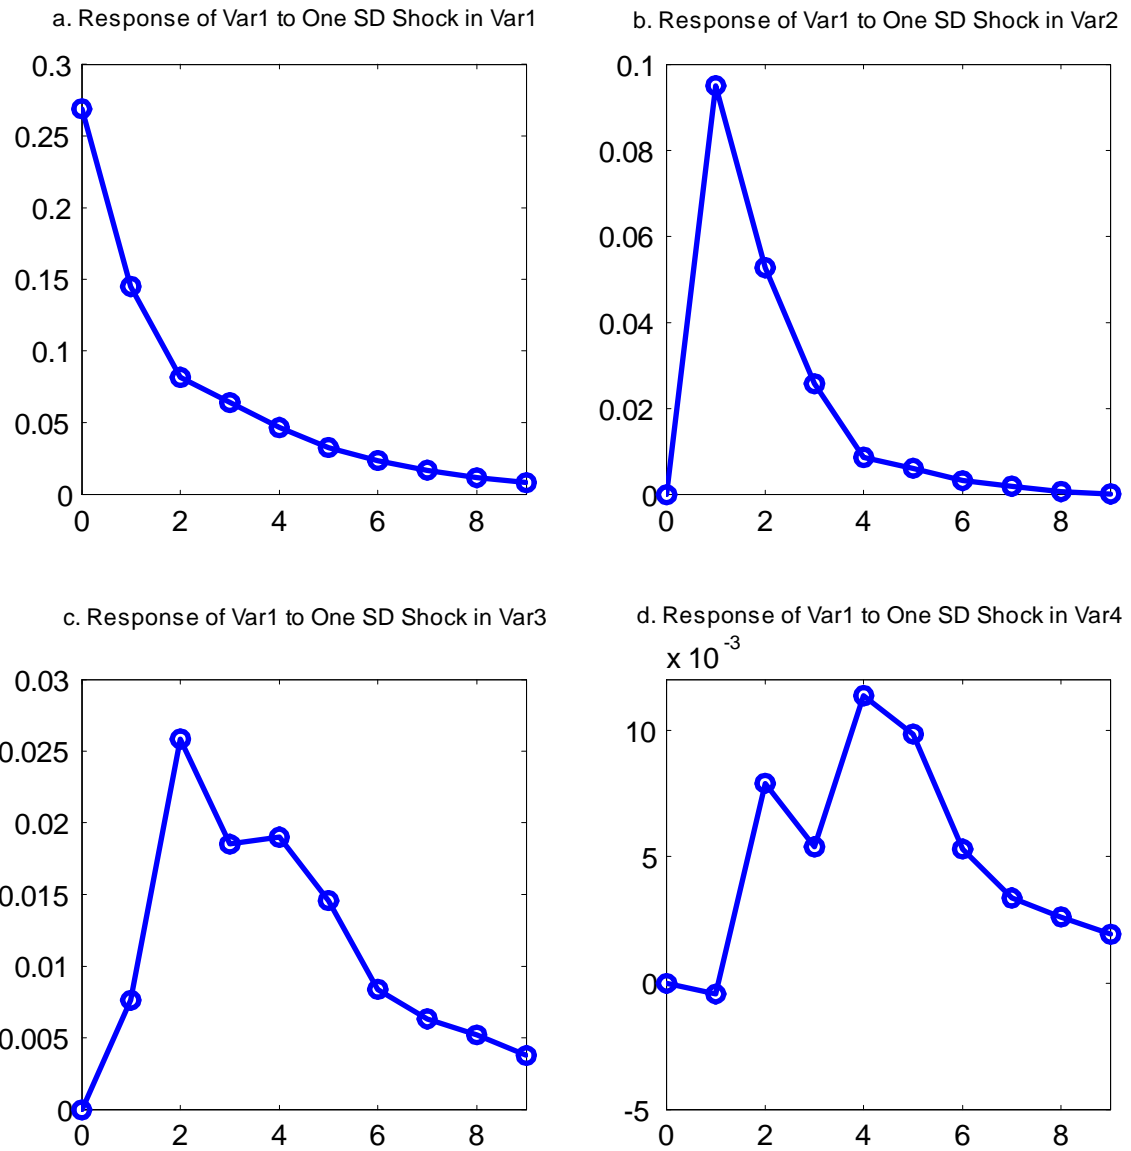 a. Response of Var1 to One SD Shock in Var1
0.3
0.25
0.2
0.15
0.1
0.05
0
0 2 4 6 8
b. Response of Var1 to One SD Shock in Var2
0.1
0.08
0.06
0.04
0.02
0
0 2 4 6 8
c. Response of Var1 to One SD Shock in Var3
0.03
0.025
0.02
0.015
0.01
0.005
0
0 2 4 6 8
d. Response of Var1 to One SD Shock in Var4
x 10 -3
10
5
0
-5
0 2 4 6 8